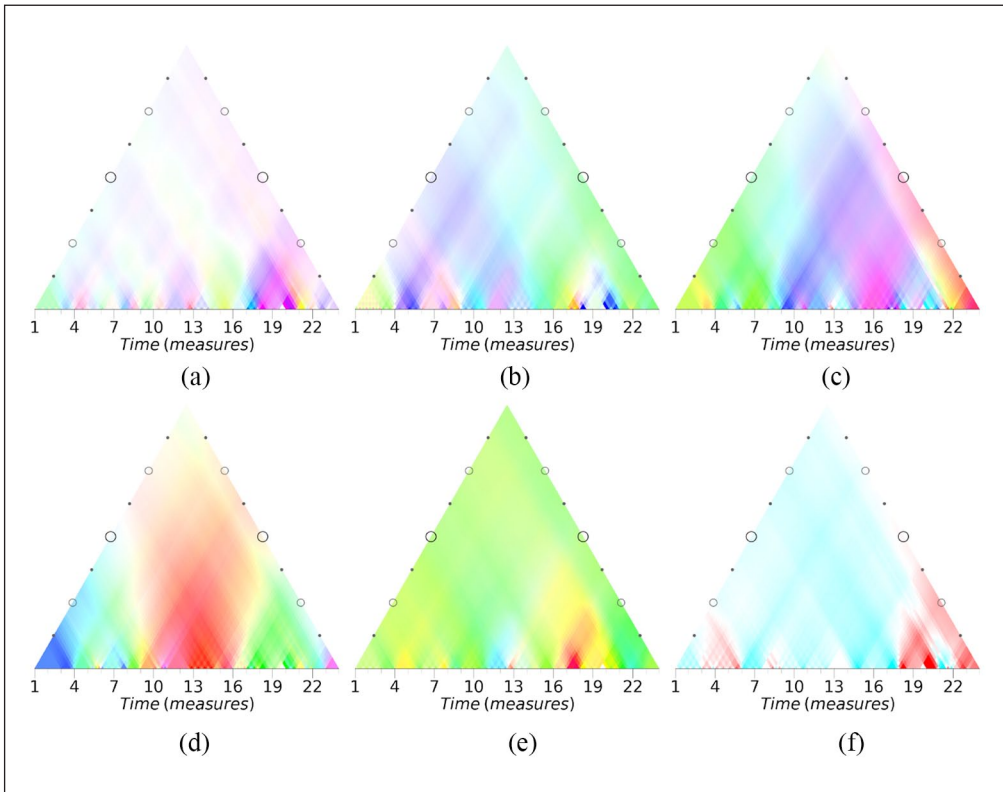 1 4 7 10 13 16 19 22 1 4 7 10 13 16 19 22 1 4 7 10 13 16 19 22
Time (measures) Time (measures) Time (measures)
(a) (b) (c)
1 4 7 10 13 16 19 22 1 4 7 10 13 16 19 22 1 4 7 10 13 16 19 22
Time (measures) Time (measures) Time (measures)
(d) (e) (f)